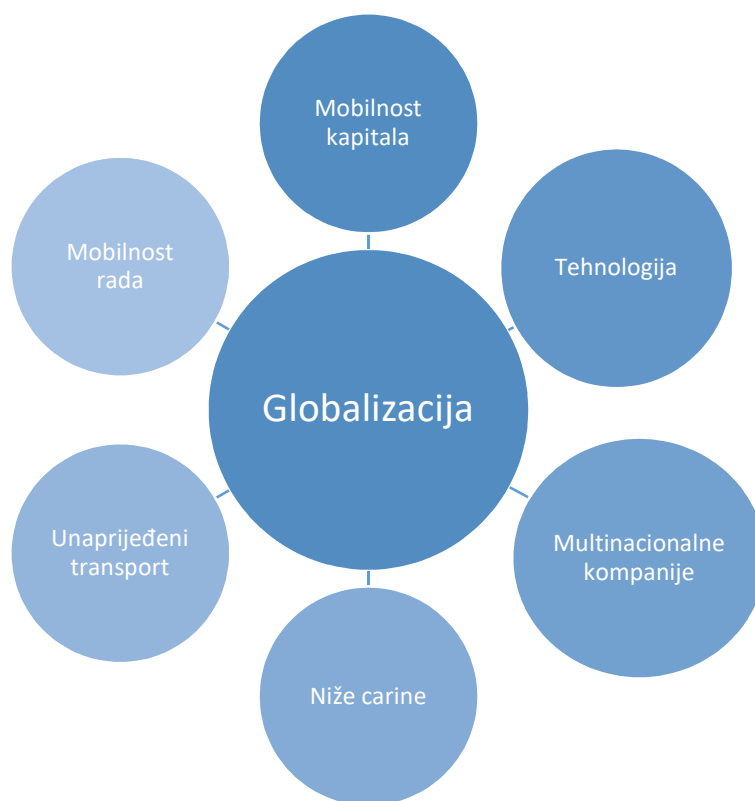 Mobilnost
kapitala
Tehnologija
Multinacionalne
kompanije
Niže carine
Unaprijeđeni
transport
Mobilnost
rada
Globalizacija